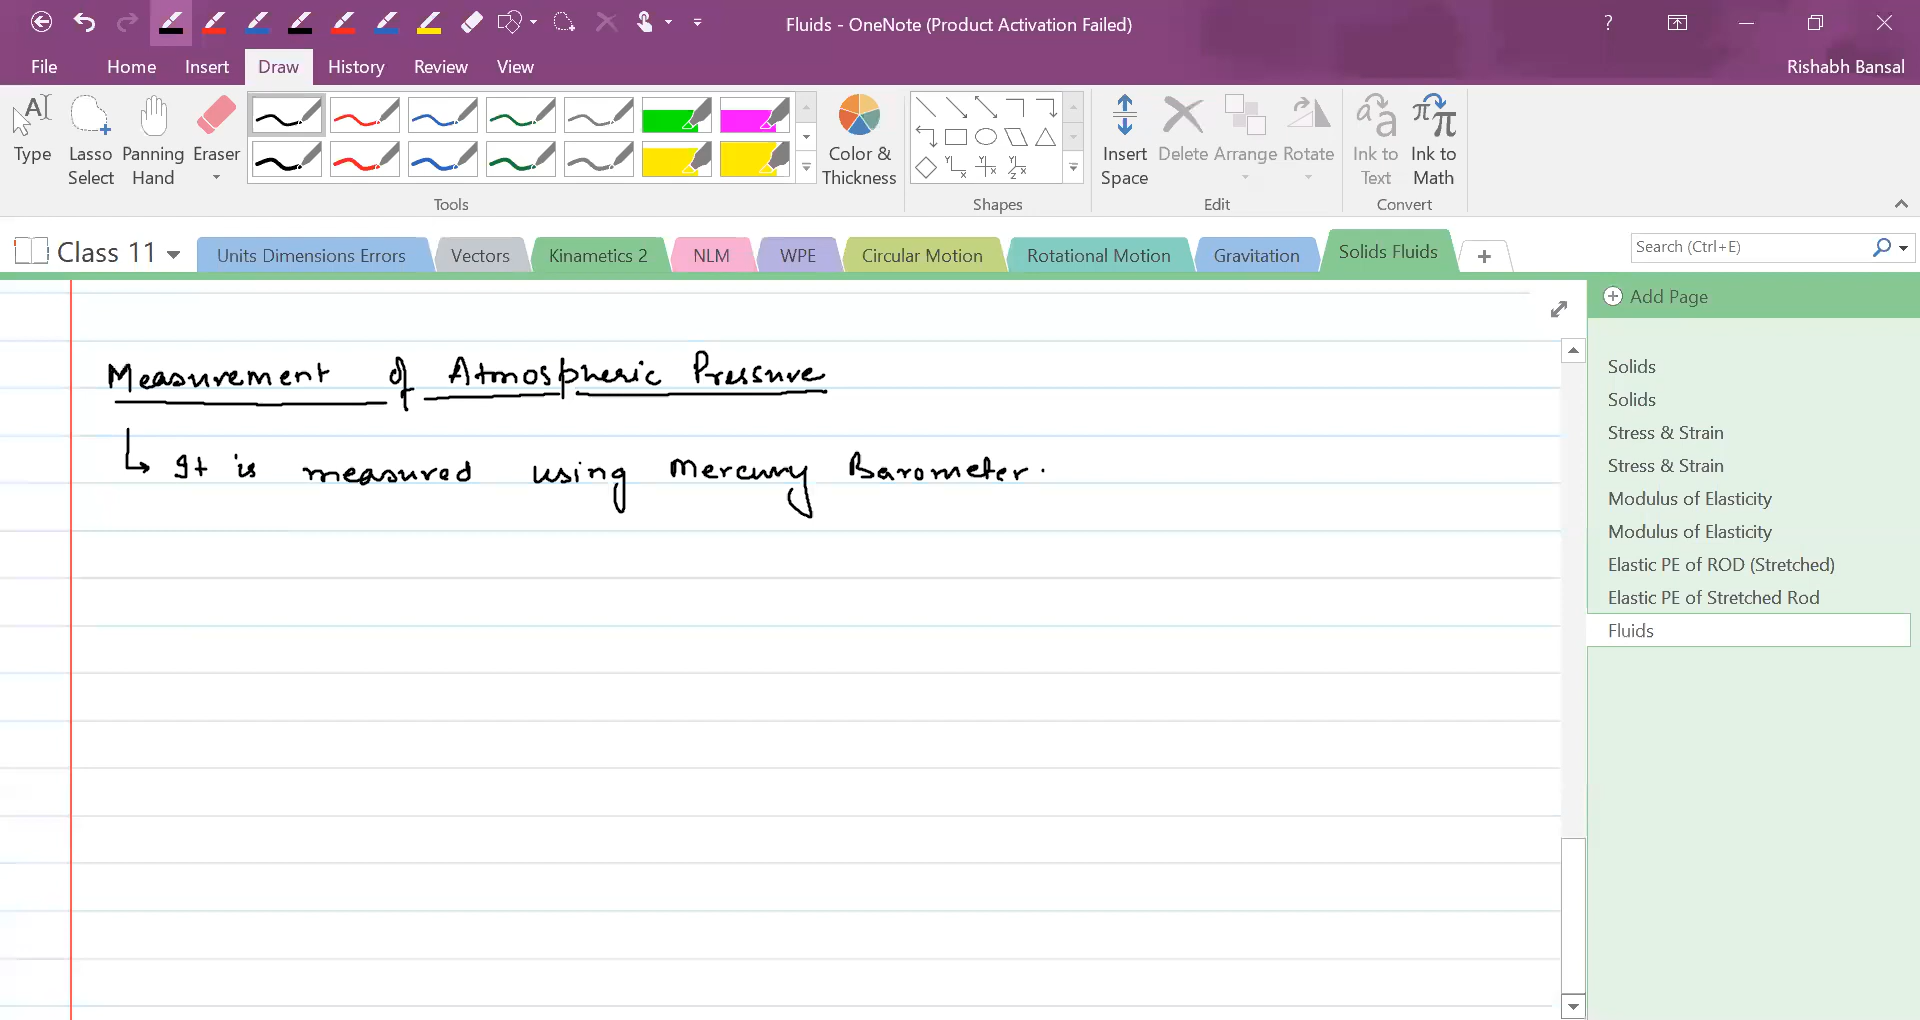 Fluids - OneNote (Product Activation Failed)
?
File Home Insert Draw History Review View
Rishabh Bansal
Type
Lasso Select
Panning Hand
Eraser
Color & Thickness
Insert Space
Delete
Arrange
Rotate
Ink to Text
Ink to Math
Tools
Shapes
Edit
Convert
Class 11
Units Dimensions Errors
Vectors
Kinametics 2
NLM
WPE
Circular Motion
Rotational Motion
Gravitation
Solids Fluids
Search (Ctrl+E)
Add Page
Solids
Solids
Stress & Strain
Stress & Strain
Modulus of Elasticity
Modulus of Elasticity
Elastic PE of ROD (Stretched)
Elastic PE of Stretched Rod
Fluids
Measurement of Atmospheric Pressure
↳ It is measured using Mercury Barometer.